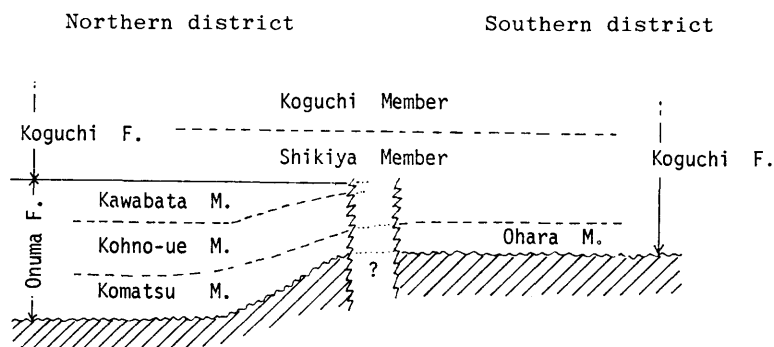 Northern district Southern district
Koguchi Member
Koguchi F.
Shikiya Member
Koguchi F.
Kawabata M.
Onuma F.
Kohno-ue M.
Ohara M.
Komatsu M.
?